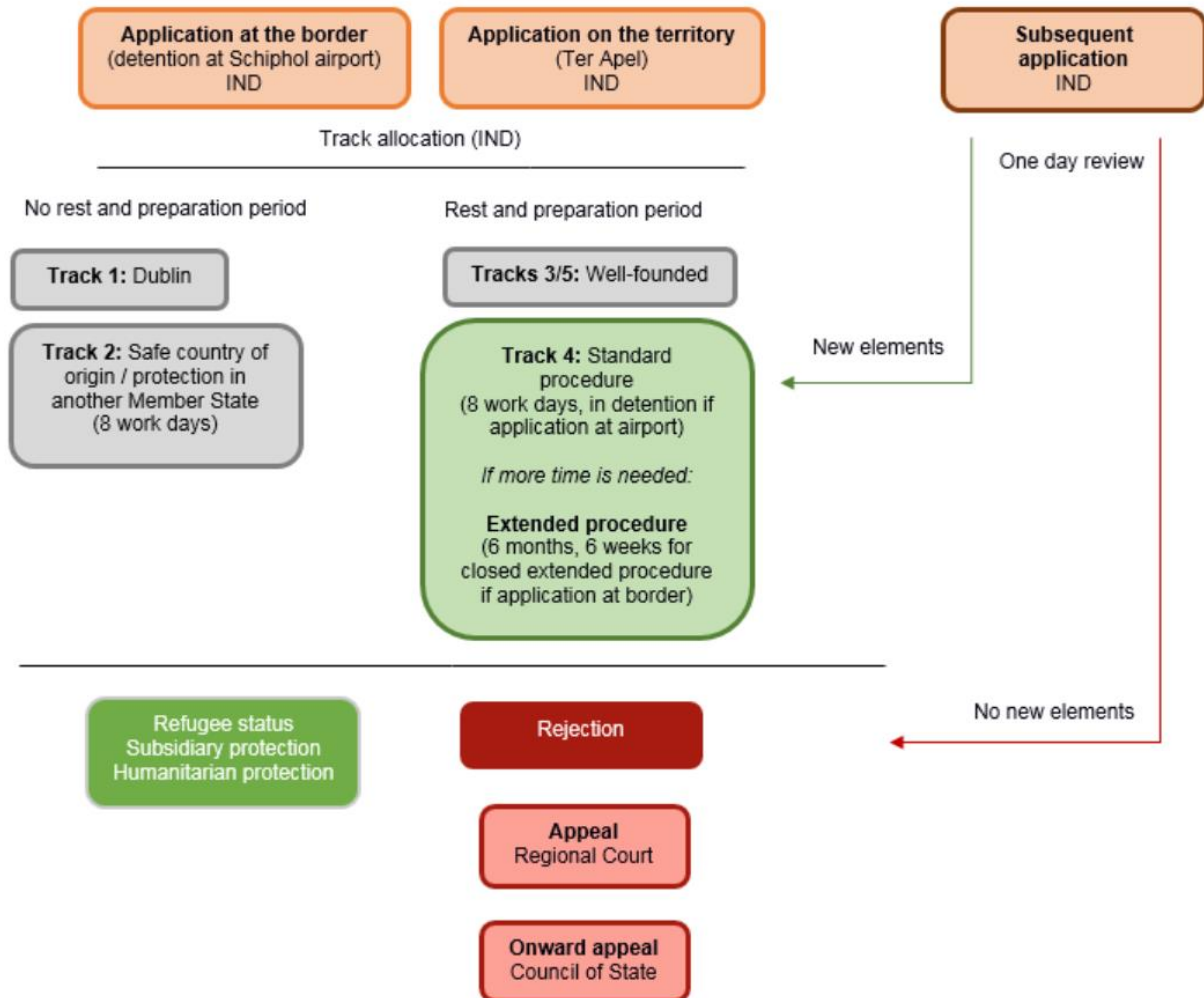 Application at the border
(detention at Schiphol airport)
IND
Application on the territory
(Ter Apel)
IND
Subsequent
application
IND
Track allocation (IND)
One day review
No rest and preparation period
Rest and preparation period
Track 1: Dublin
Tracks 3/5: Well-founded
Track 2: Safe country of
origin / protection in
another Member State
(8 work days)
Track 4: Standard
procedure
(8 work days, in detention if
application at airport)
If more time is needed:
Extended procedure
(6 months, 6 weeks for
closed extended procedure
if application at border)
New elements
No new elements
Refugee status
Subsidiary protection
Humanitarian protection
Rejection
Appeal
Regional Court
Onward appeal
Council of State